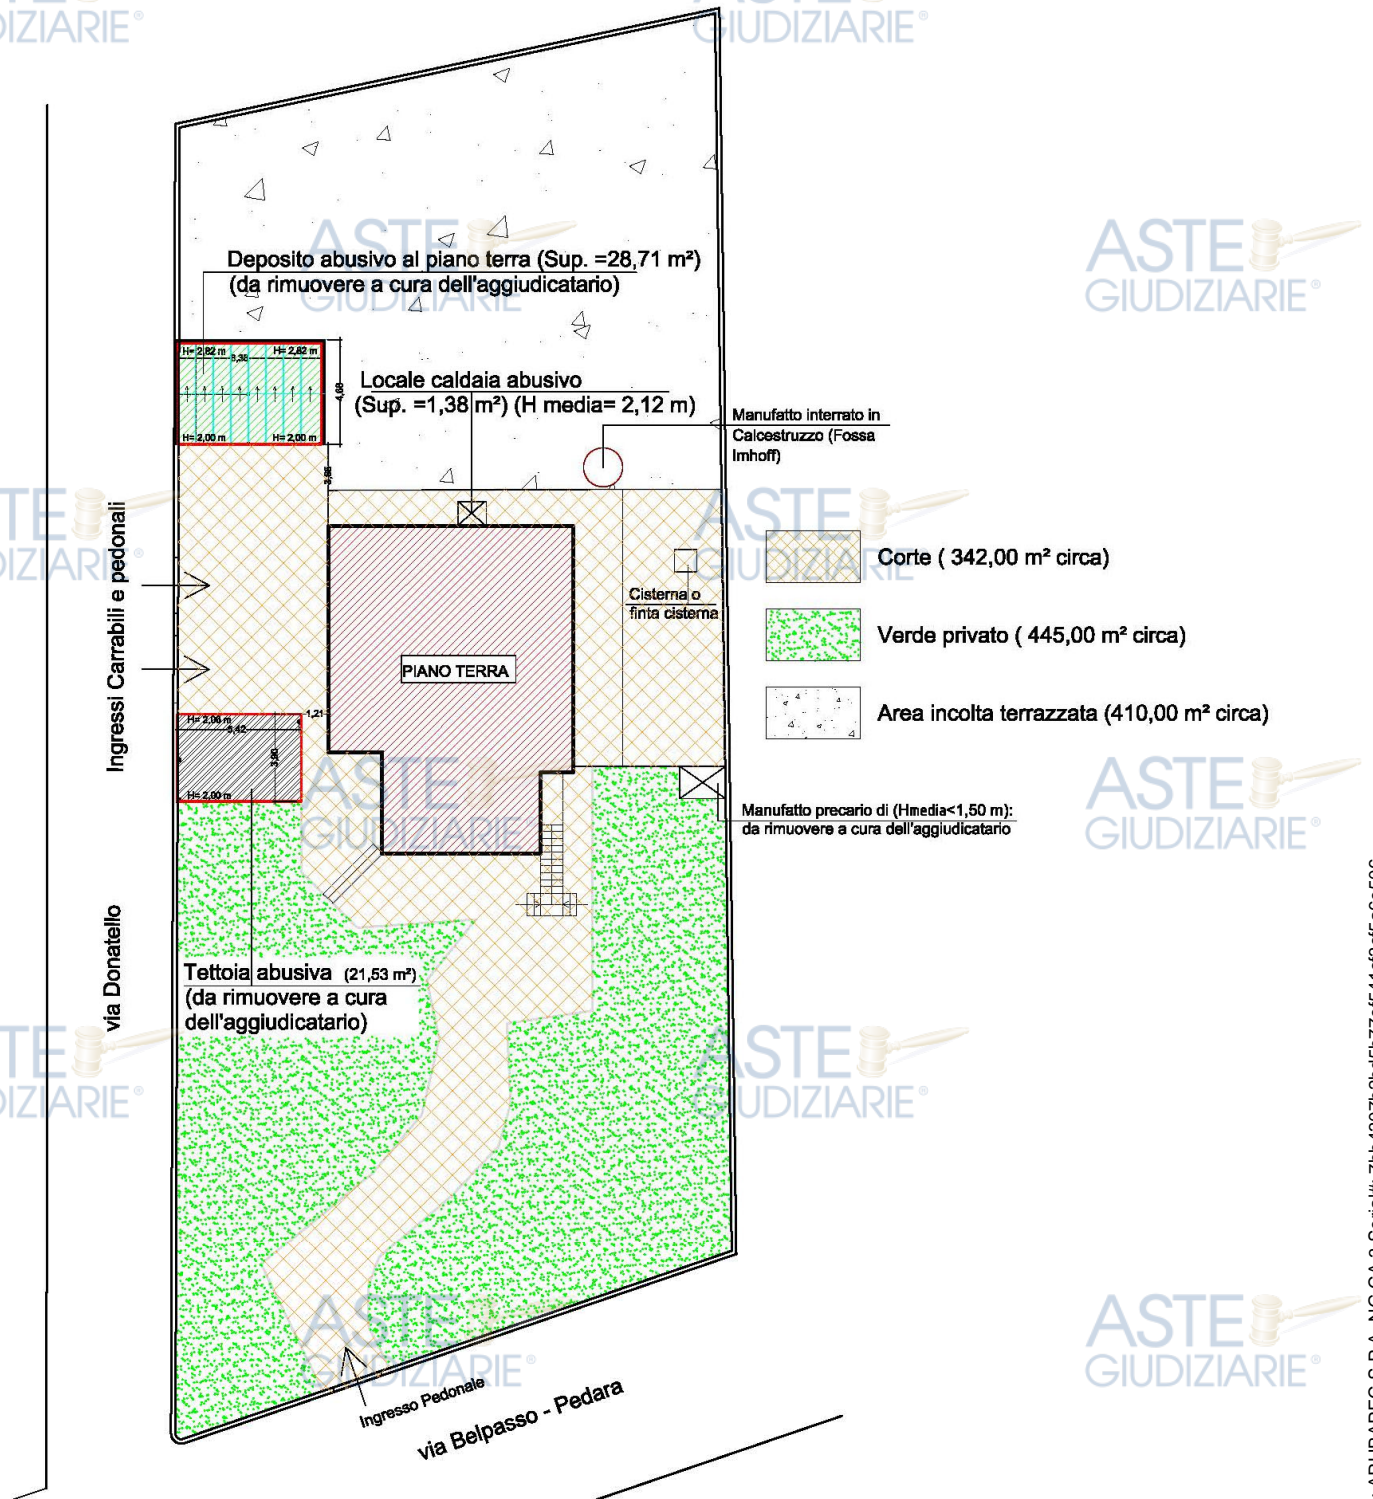 Deposito abusivo al piano terra (Sup. =28,71 m²)
(da rimuovere a cura dell'aggiudicatario)
H= 2,82 m
H= 2,82 m
4,68
H= 2,00 m
H= 2,00 m
Locale caldaia abusivo
(Sup. =1,38 m²) (H media= 2,12 m)
Manufatto interrato in
Calcestruzzo (Fossa
Imhoff)
Ingressi Carrabili e pedonali
Cisterna o
finta cisterna
PIANO TERRA
Corte ( 342,00 m² circa)
Verde privato ( 445,00 m² circa)
Area incolta terrazzata (410,00 m² circa)
1,21
5,42
3,90
H= 2,00 m
Manufatto precario di (Hmedia<1,50 m):
da rimuovere a cura dell'aggiudicatario
via Donatello
Tettoia abusiva (21,53 m²)
(da rimuovere a cura
dell'aggiudicatario)
Ingresso Pedonale
via Belpasso - Pedara
ASTE
GIUDIZIARIE®